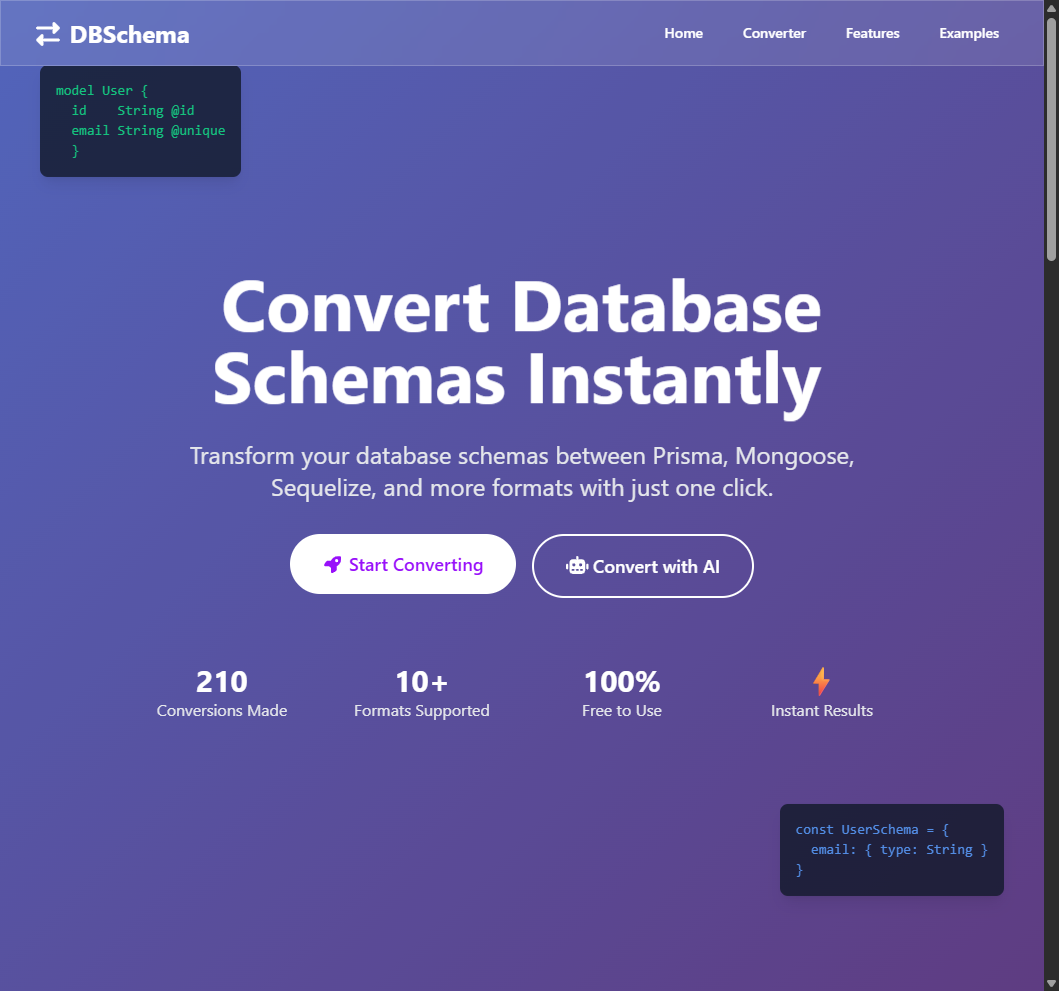 DBSchema
Home
Converter
Features
Examples
model User {
  id    String @id
  email String @unique
  }
Convert Database
Schemas Instantly
Transform your database schemas between Prisma, Mongoose,
Sequelize, and more formats with just one click.
Start Converting
Convert with AI
210
Conversions Made
10+
Formats Supported
100%
Free to Use
Instant Results
const UserSchema = {
  email: { type: String }
}